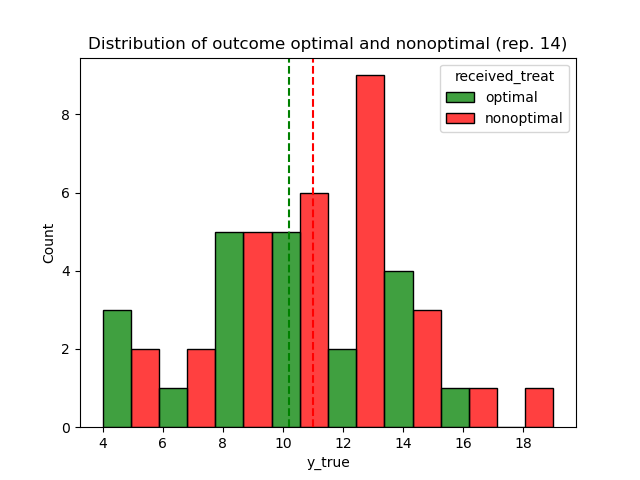 Distribution of outcome optimal and nonoptimal (rep. 14)
received_treat
optimal
nonoptimal
Count
8
6
4
2
0
4 6 8 10 12 14 16 18
y_true